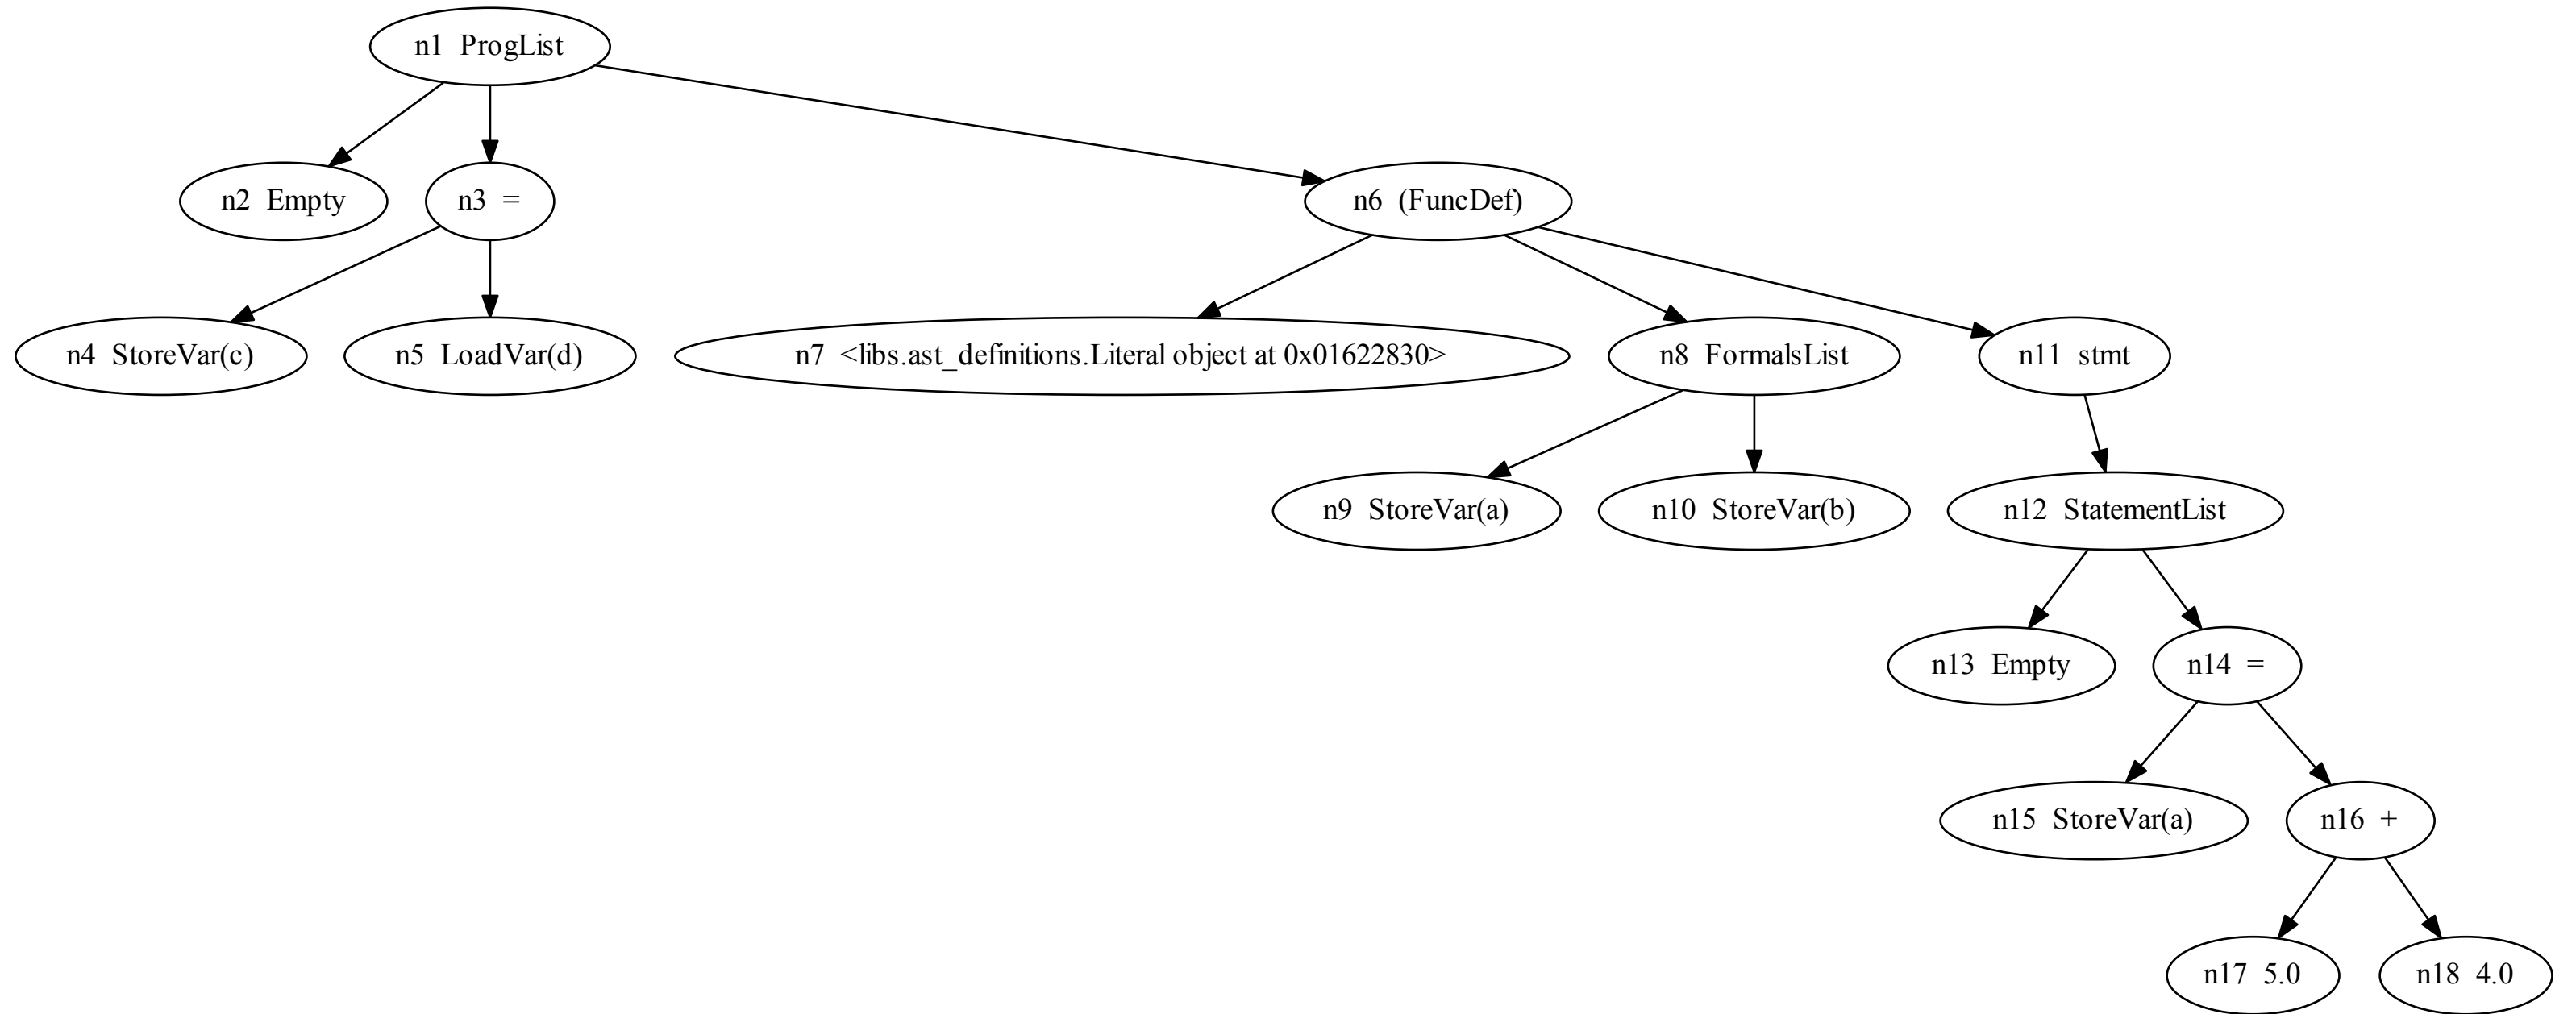 n1 ProgList
n2 Empty
n3 =
n6 (FuncDef)
n4 StoreVar(c)
n5 LoadVar(d)
n7 <libs.ast_definitions.Literal object at 0x01622830>
n8 FormalsList
n11 stmt
n9 StoreVar(a)
n10 StoreVar(b)
n12 StatementList
n13 Empty
n14 =
n15 StoreVar(a)
n16 +
n17 5.0
n18 4.0